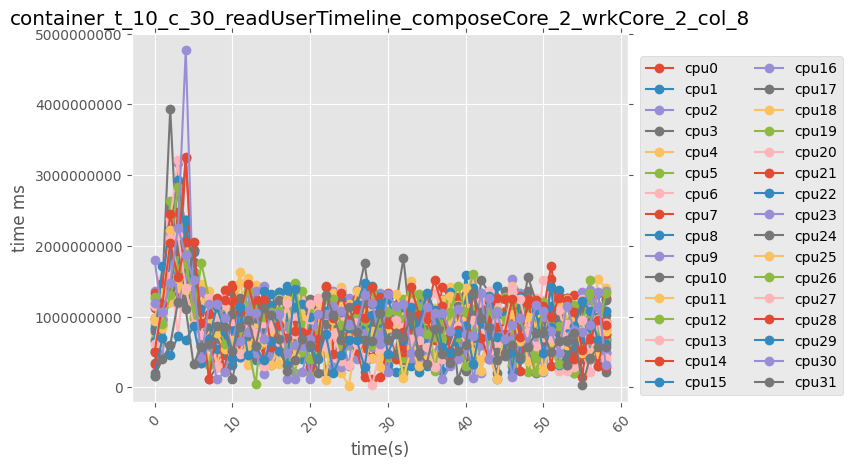 container_t_10_c_30_readUserTimeline_composeCore_2_wrkCore_2_col_8
5000000000
4000000000
3000000000
2000000000
1000000000
0
time ms
0
10
20
30
40
50
60
time(s)
cpu0
cpu1
cpu2
cpu3
cpu4
cpu5
cpu6
cpu7
cpu8
cpu9
cpu10
cpu11
cpu12
cpu13
cpu14
cpu15
cpu16
cpu17
cpu18
cpu19
cpu20
cpu21
cpu22
cpu23
cpu24
cpu25
cpu26
cpu27
cpu28
cpu29
cpu30
cpu31